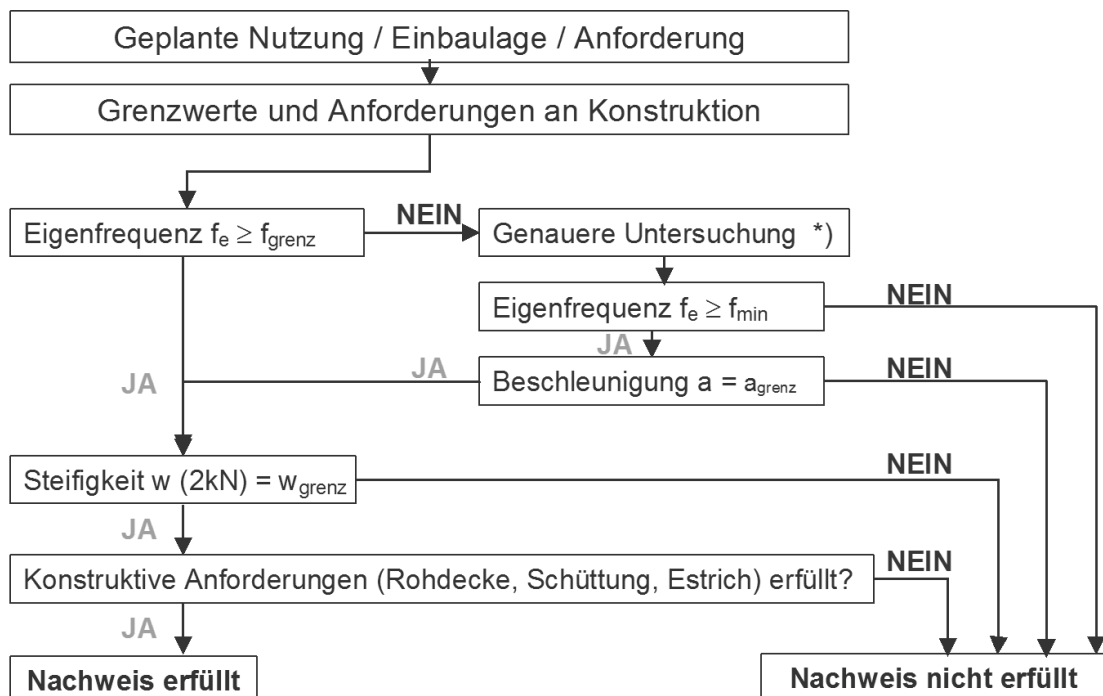 Geplante Nutzung / Einbaulage / Anforderung
Grenzwerte und Anforderungen an Konstruktion
Eigenfrequenz fe ≥ fgrenz
NEIN
Genauere Untersuchung *)
Eigenfrequenz fe ≥ fmin
NEIN
JA
JA
JA
Beschleunigung a = agrenz
NEIN
Steifigkeit w (2kN) = wgrenz
NEIN
JA
Konstruktive Anforderungen (Rohdecke, Schüttung, Estrich) erfüllt?
NEIN
JA
Nachweis erfüllt
Nachweis nicht erfüllt